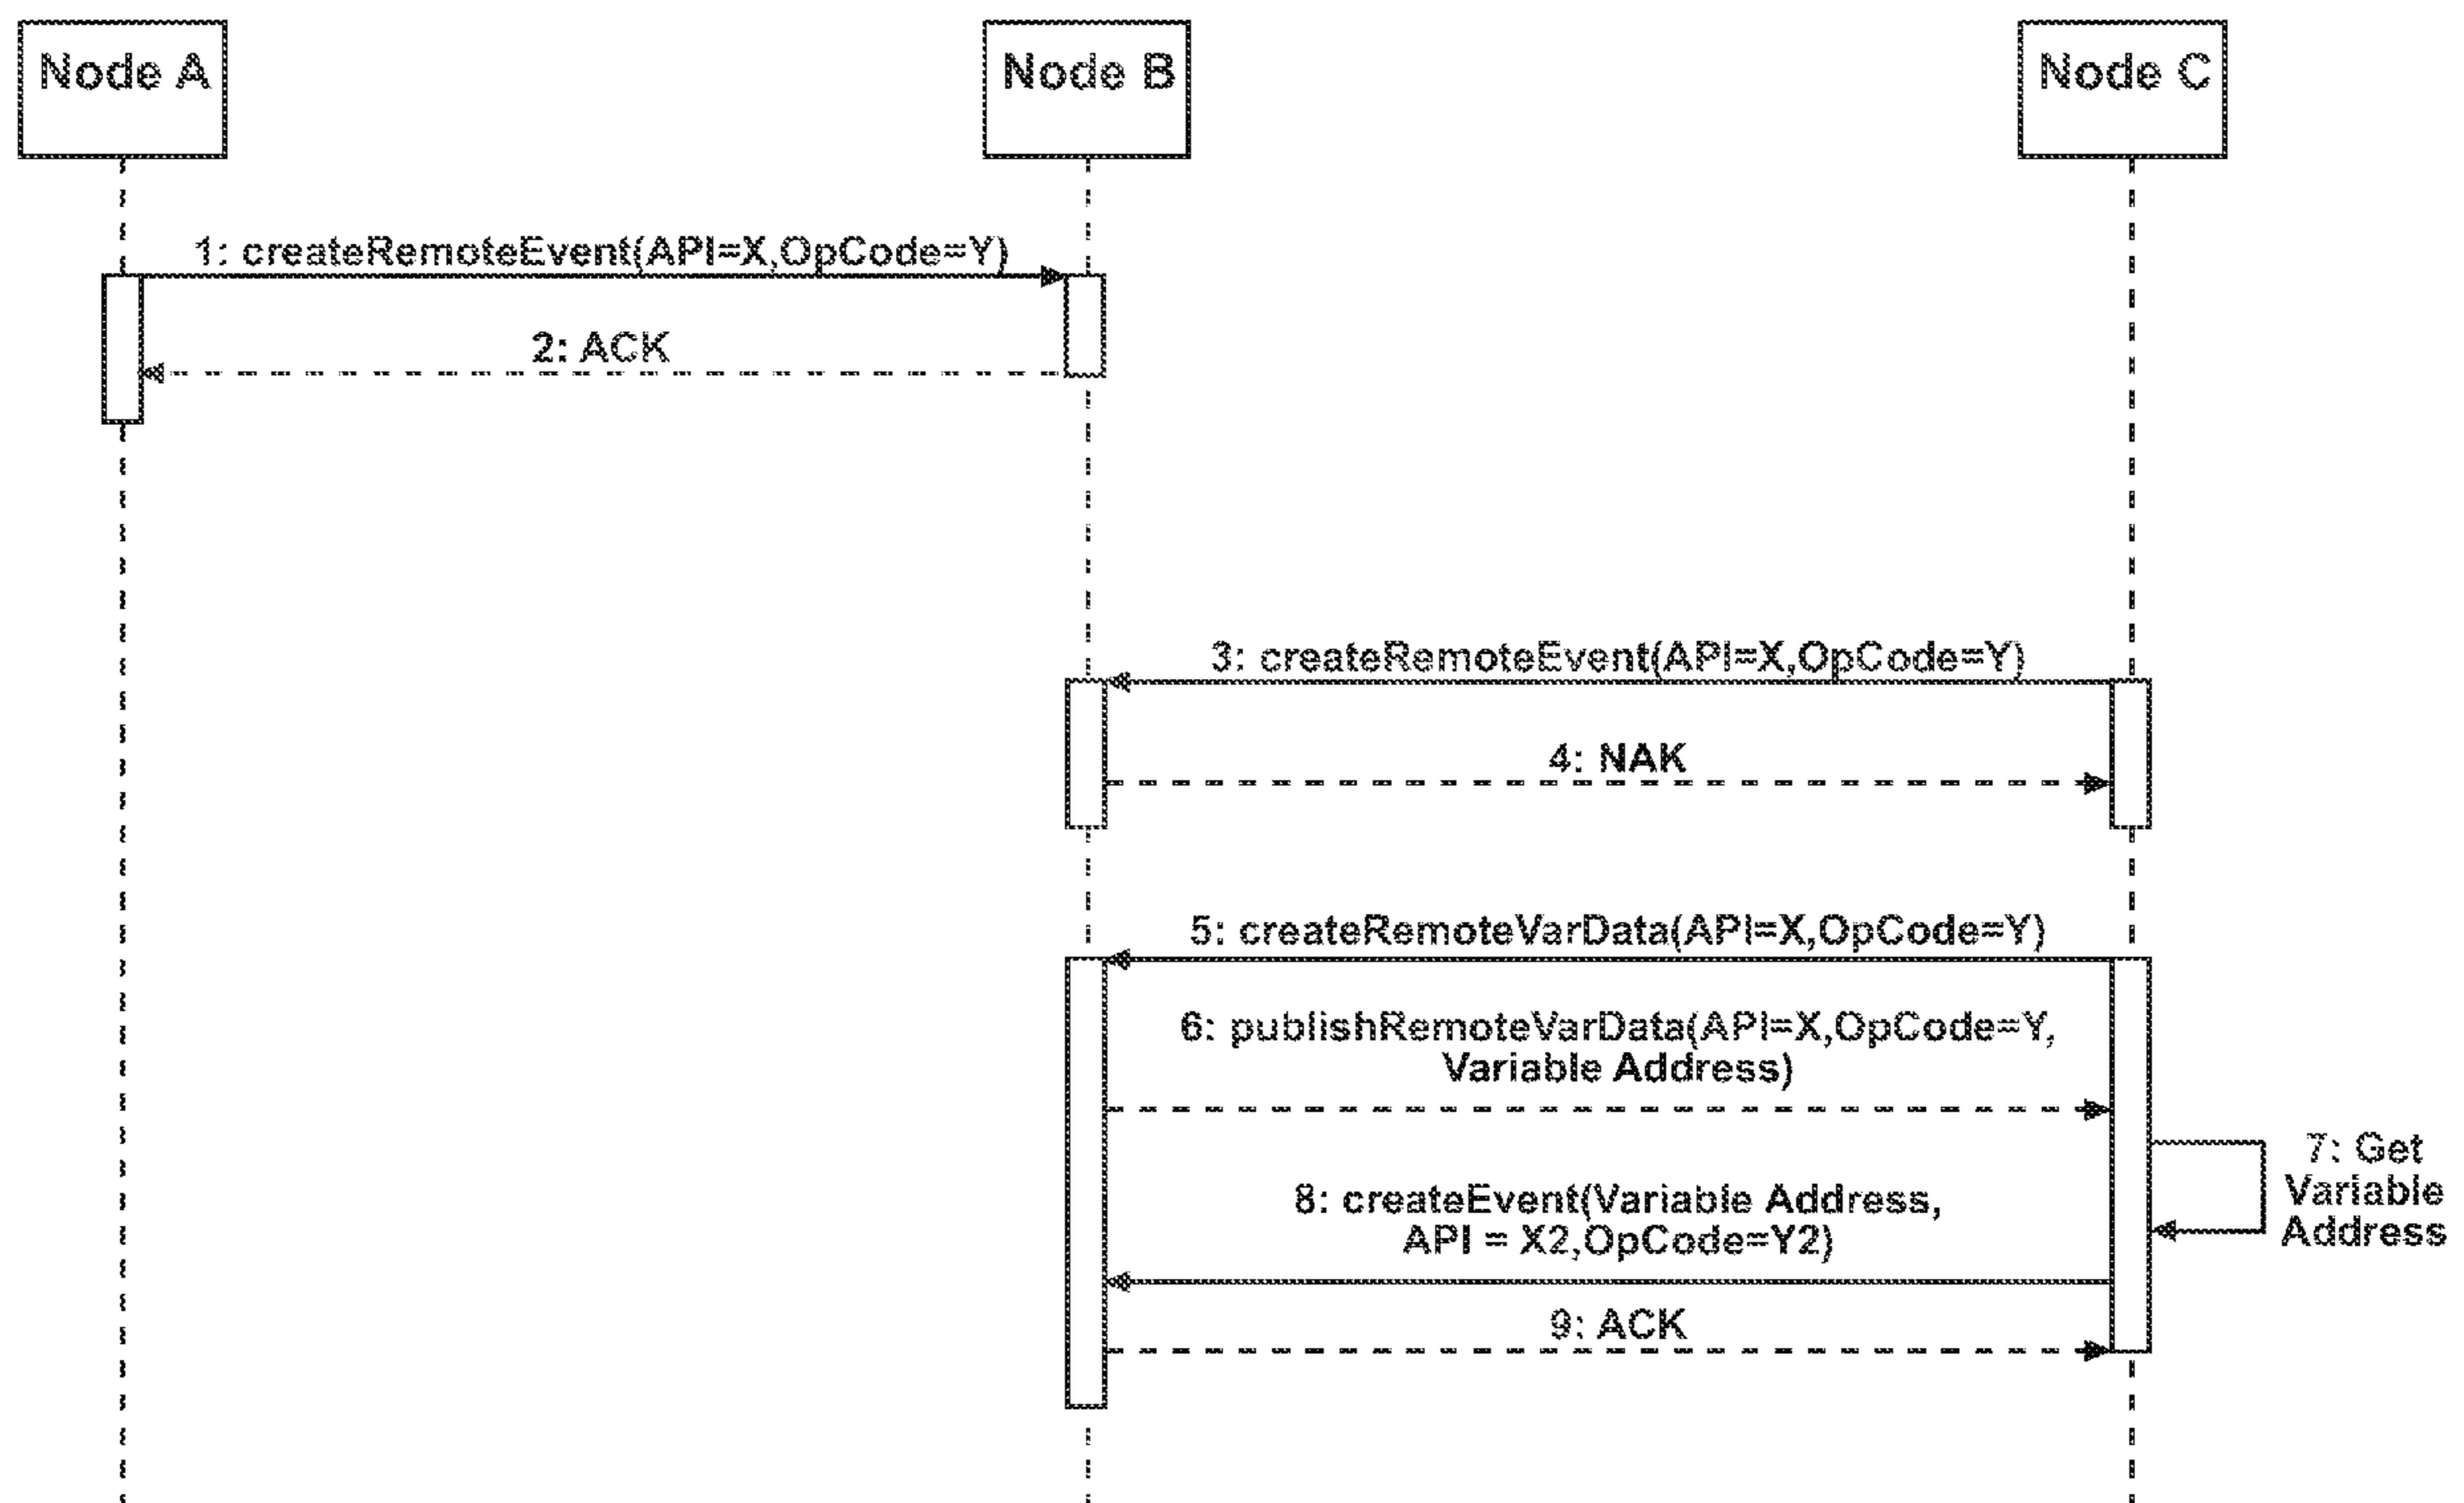 Node A
Node B
Node C
1: createRemoteEvent(API=X,OpCode=Y)
2: ACK
3: createRemoteEvent(API=X,OpCode=Y)
4: NAK
5: createRemoteVarData(API=X,OpCode=Y)
6: publishRemoteVarData(API=X,OpCode=Y,
Variable Address)
7: Get
Variable
Address
8: createEvent(Variable Address,
API = X2,OpCode=Y2)
9: ACK